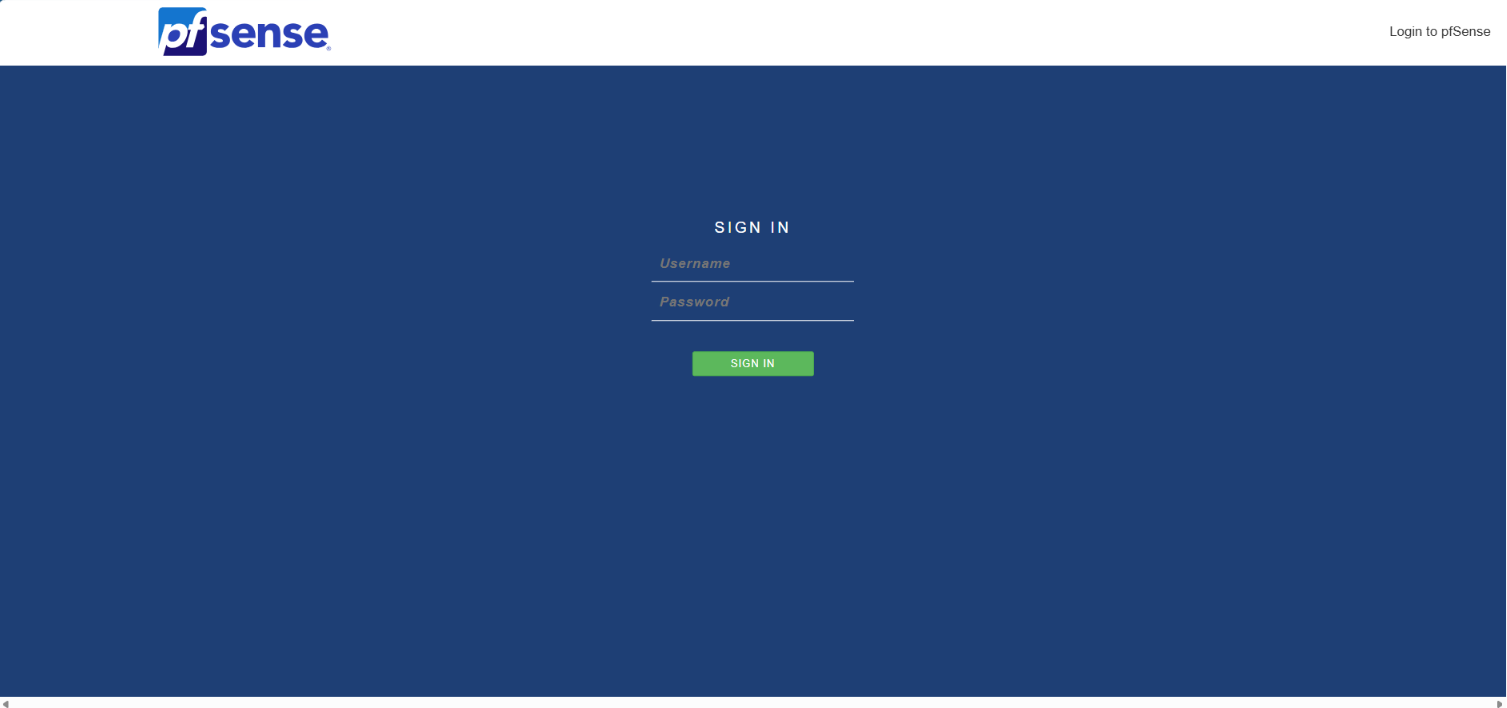 pfsense®
Login to pfSense
SIGN IN
Username
Password
SIGN IN